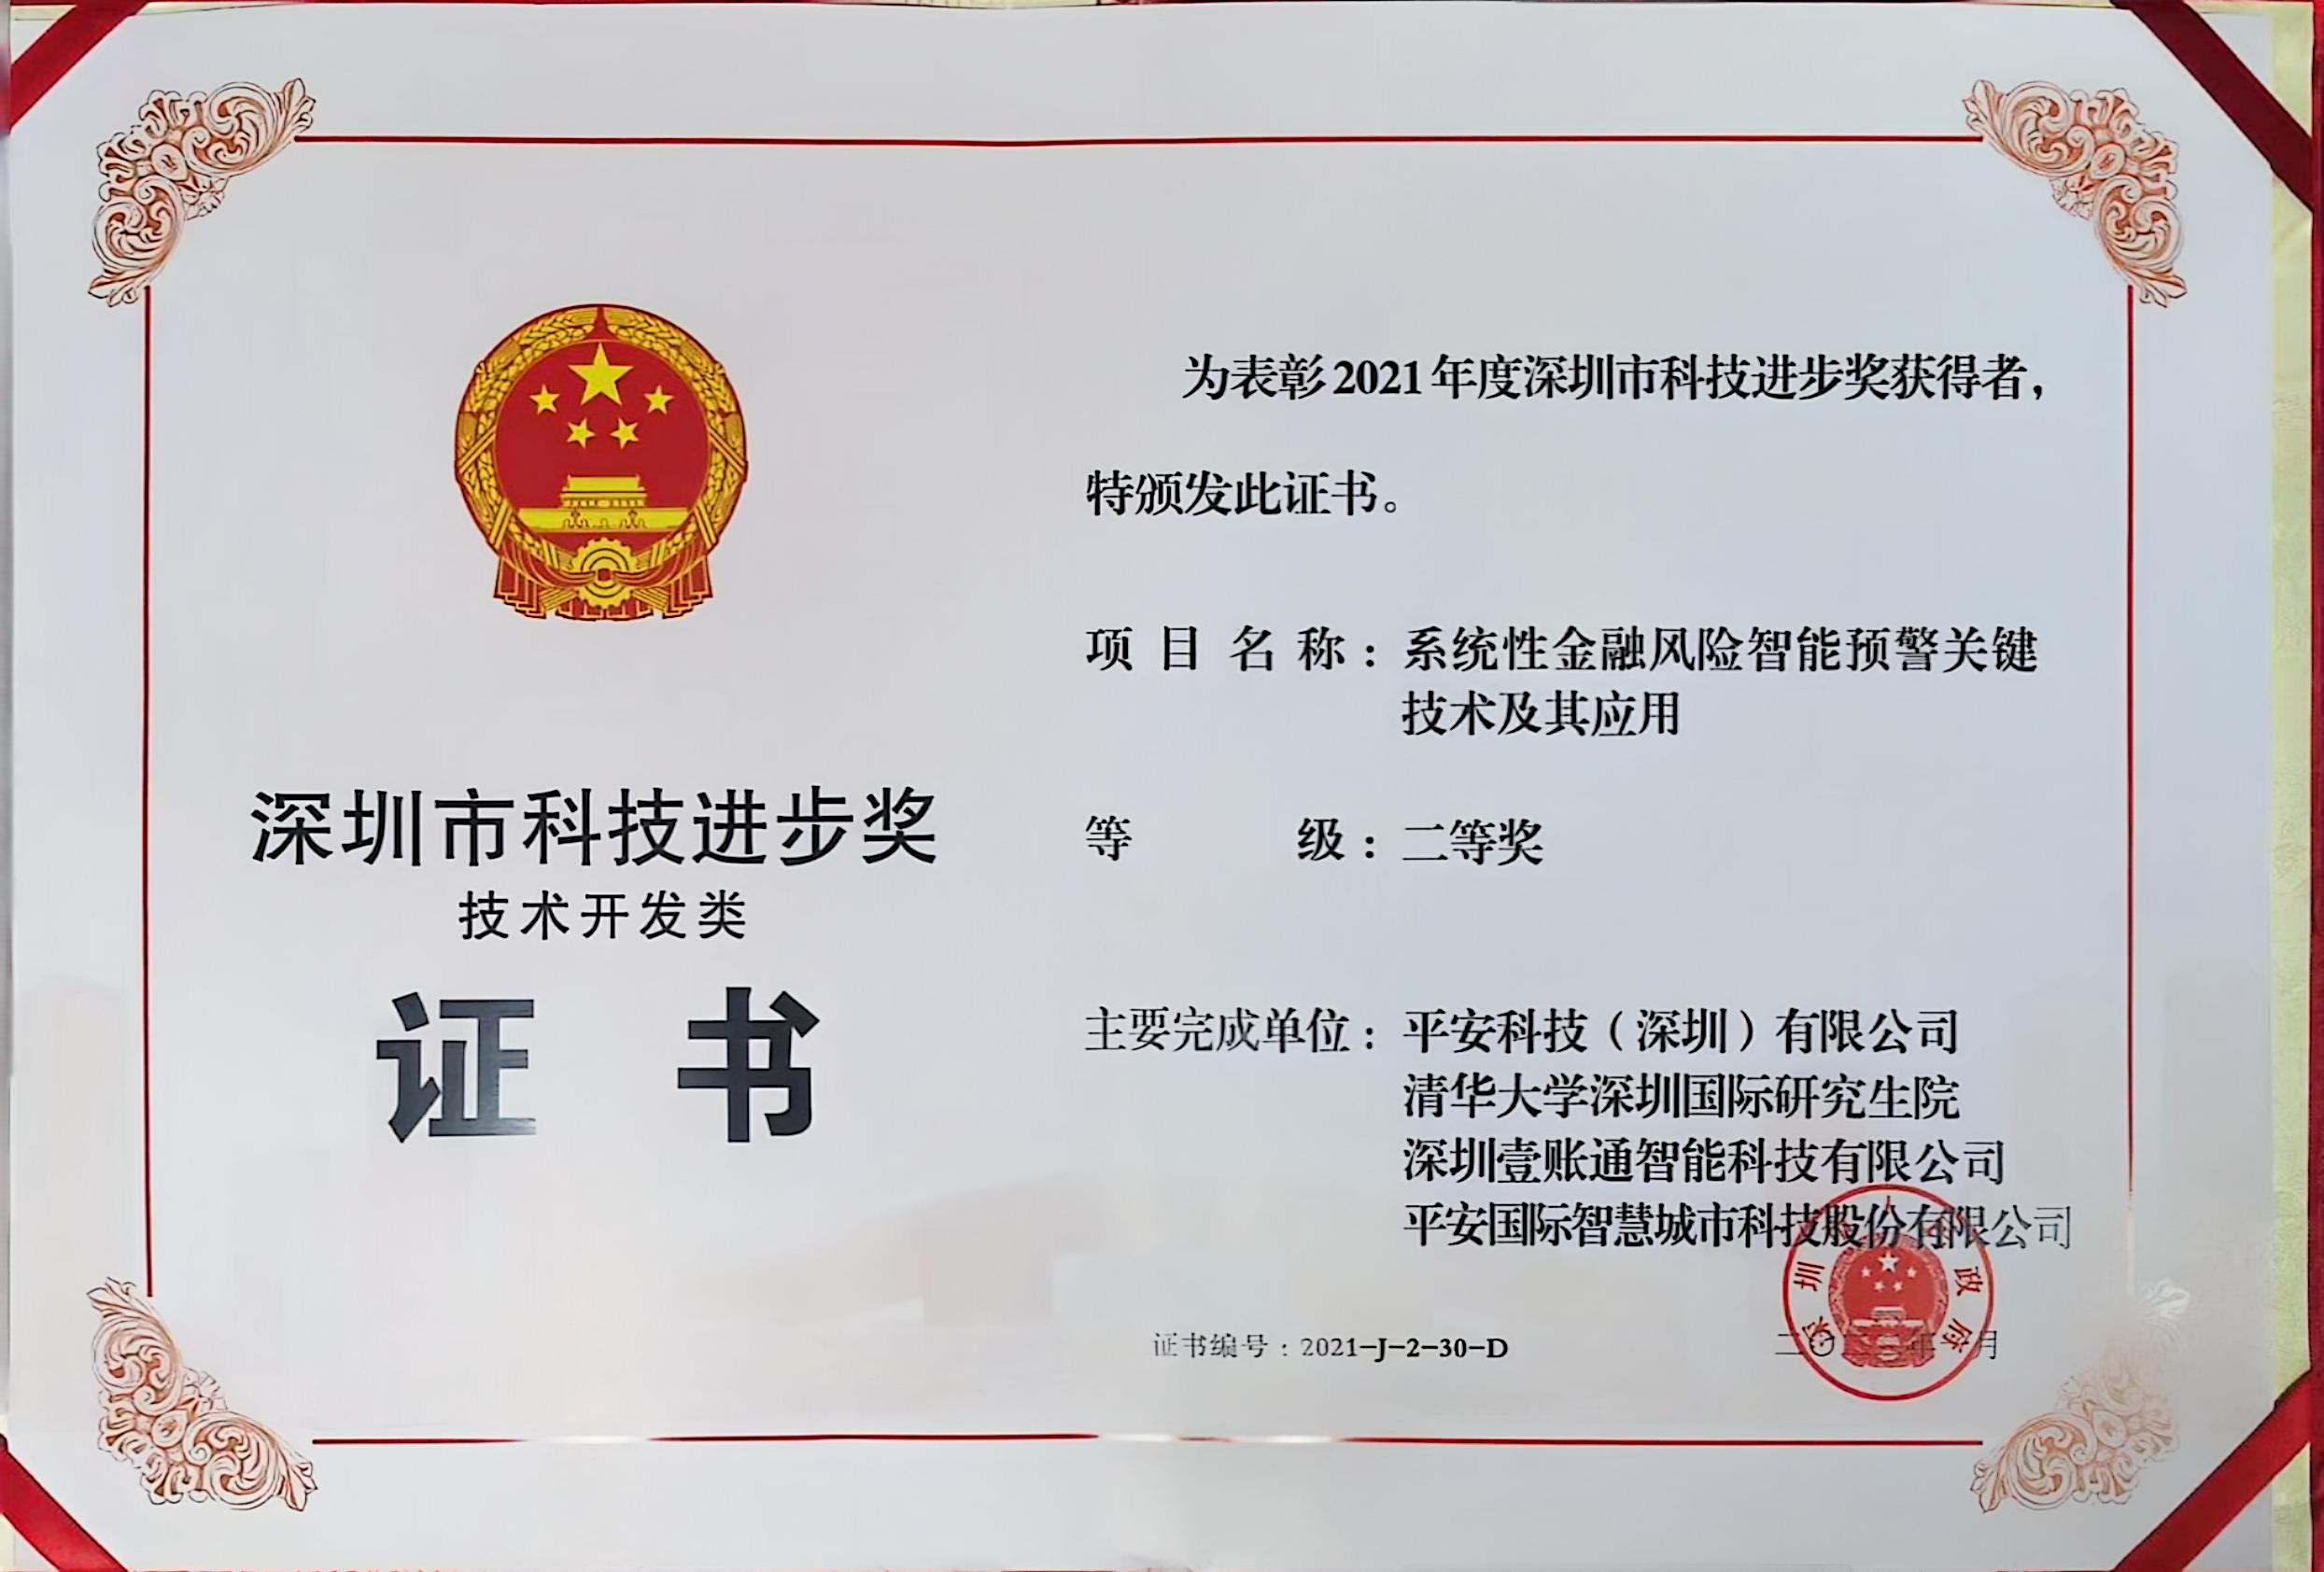 深圳市科技进步奖
技术开发类
证书
为表彰2021年度深圳市科技进步奖获得者，
特颁发此证书。
项目名称：系统性金融风险智能预警关键
技术及其应用
等级：二等奖
主要完成单位：平安科技（深圳）有限公司
清华大学深圳国际研究生院
深圳壹账通智能科技有限公司
平安国际智慧城市科技股份有限公司
证书编号：2021-J-2-30-D
圳
政
府
二〇
年
月